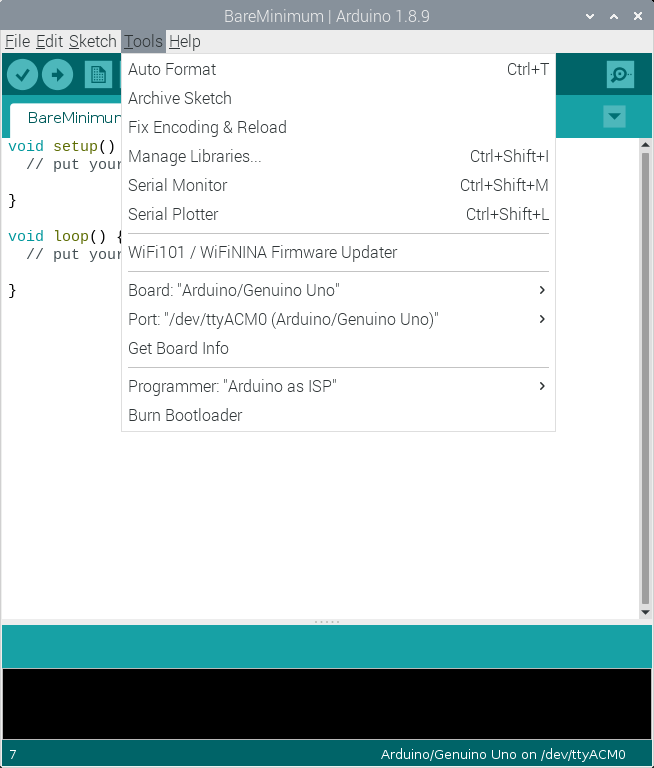 BareMinimum | Arduino 1.8.9
File Edit Sketch Tools Help
Auto Format Ctrl+T
Archive Sketch
Fix Encoding & Reload
Manage Libraries... Ctrl+Shift+I
Serial Monitor Ctrl+Shift+M
Serial Plotter Ctrl+Shift+L
WiFi101 / WiFiNINA Firmware Updater
Board: "Arduino/Genuino Uno"
Port: "/dev/ttyACM0 (Arduino/Genuino Uno)"
Get Board Info
Programmer: "Arduino as ISP"
Burn Bootloader
BareMinimum
void setup()
// put your
}
void loop() {
// put your
}
7 Arduino/Genuino Uno on /dev/ttyACM0